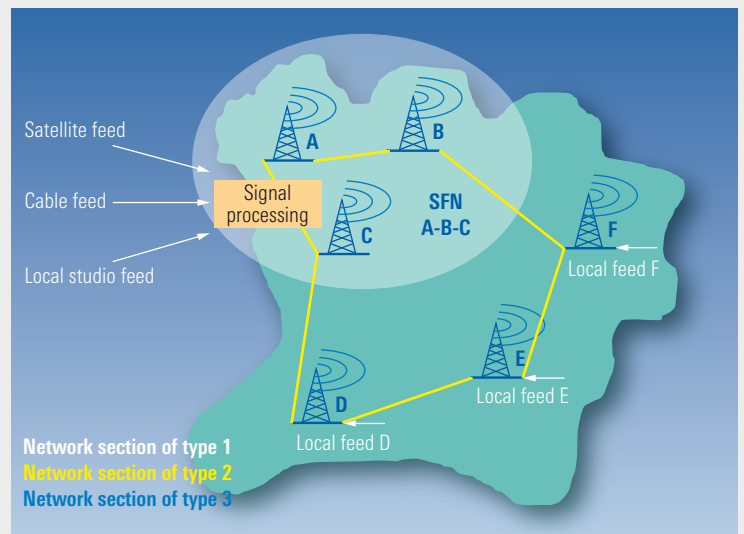 Satellite feed
Cable feed
Local studio feed
Signal
processing
A
B
C
SFN
A-B-C
F
Local feed F
E
Local feed E
D
Local feed D
Network section of type 1
Network section of type 2
Network section of type 3